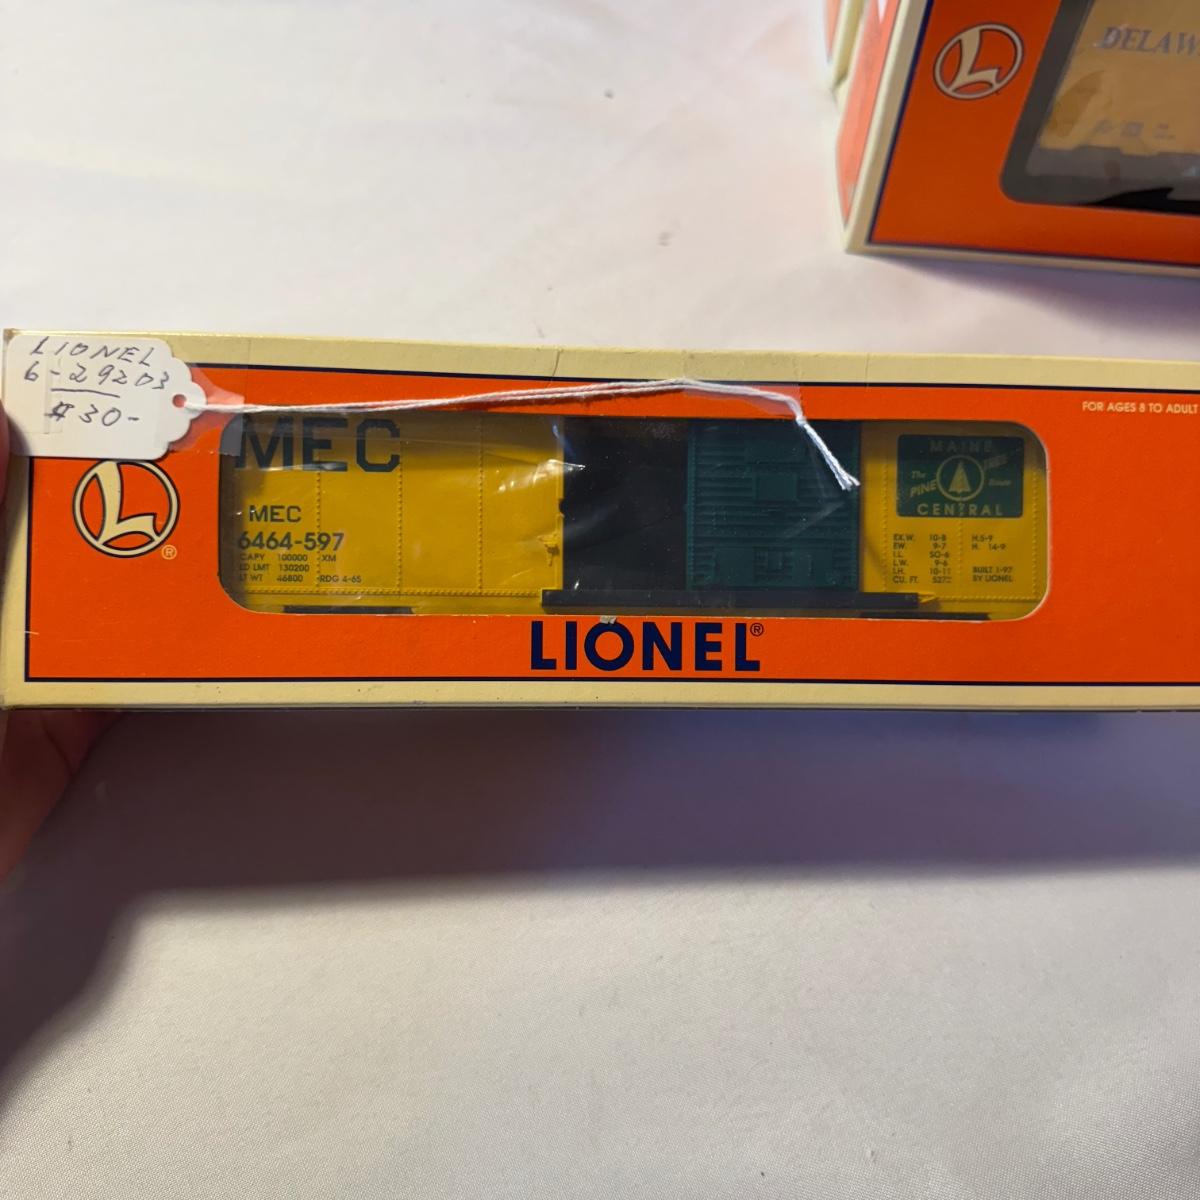 DELAW
LIONEL
6-29203
$30-
FOR AGES 8 TO ADULT
L
®
MEC
MEC
6464-597
CAPY 100000 XM
LD LMT 130200
LT WT 46800 RDG 4-65
MAINE
The PINE TREE Route
CENTRAL
EX.W. 10-8 H.5-9
EW. 9-7 H. 14-9
I.L. 50-6
L.W. 9-6
I.H. 10-11 BUILT 1-97
CU. FT. 5272 BY LIONEL
LIONEL®